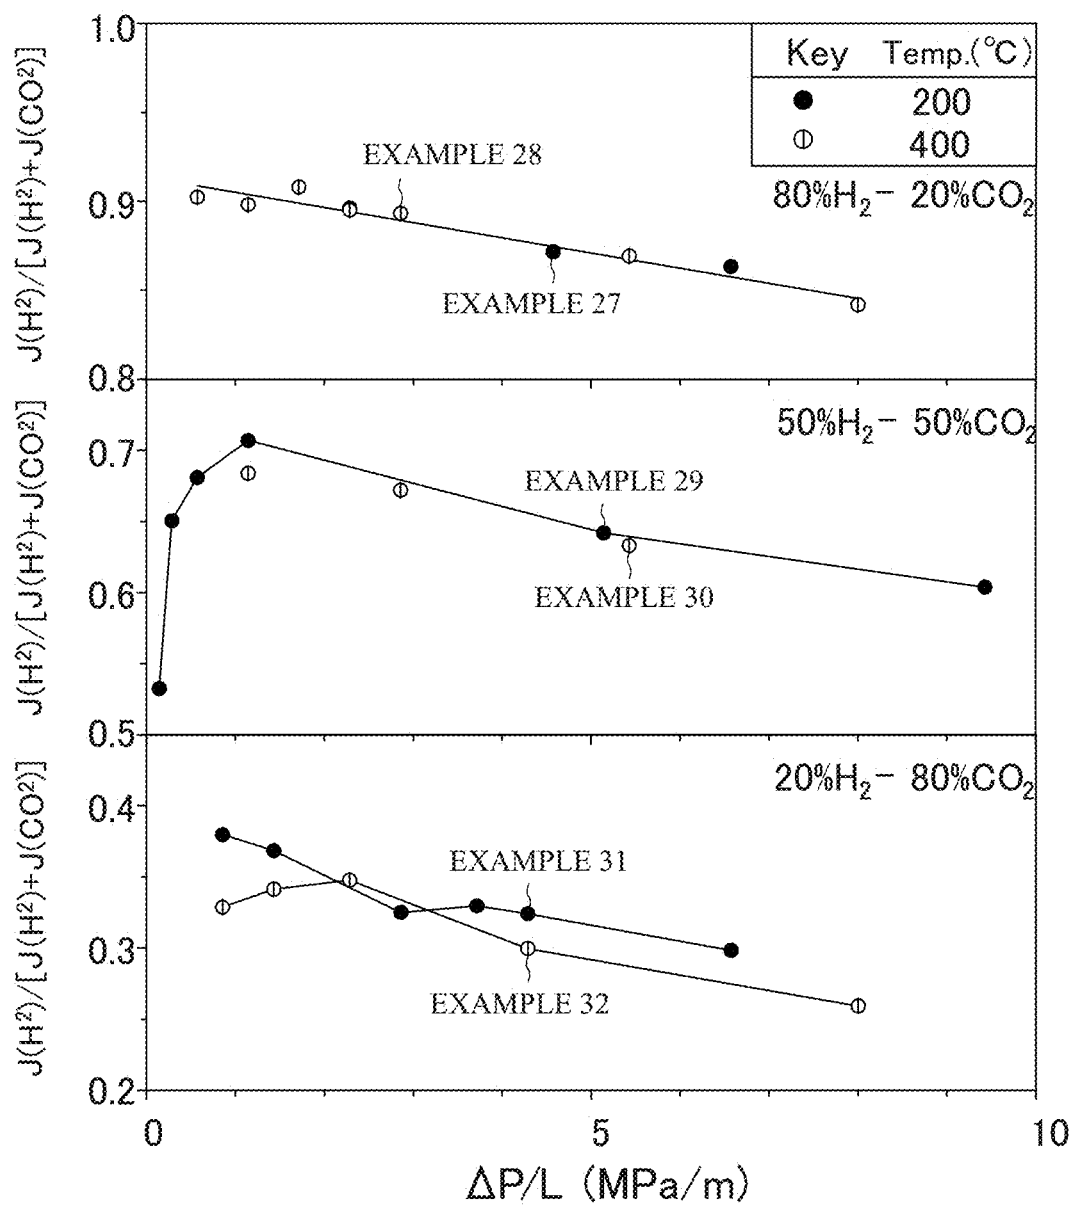 1.0
Key Temp.(℃)
200
400
EXAMPLE 28
80%H₂− 20%CO₂
0.9
EXAMPLE 27
J(H²)/[J(H²)+J(CO²)]
0.8
50%H₂− 50%CO₂
0.7
EXAMPLE 29
0.6
EXAMPLE 30
J(H²)/[J(H²)+J(CO²)]
0.5
20%H₂− 80%CO₂
0.4
EXAMPLE 31
0.3
EXAMPLE 32
J(H²)/[J(H²)+J(CO²)]
0.2
0 5 10
ΔP/L (MPa/m)